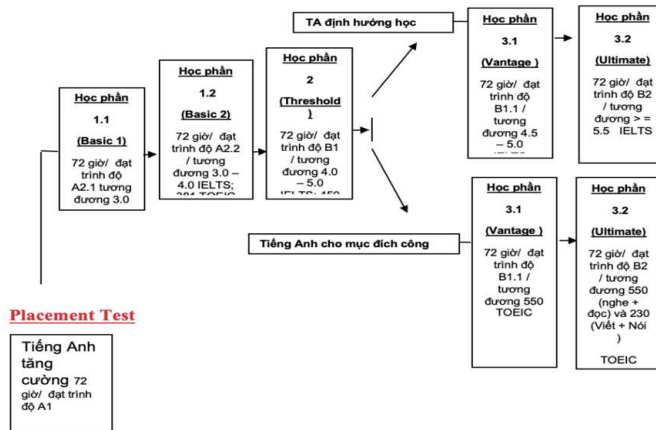 TA định hướng học
Học phần
3.1
(Vantage)
72 giờ/ đạt
trình độ
B1.1 /
tương
đương 4.5
– 5.0
Học phần
3.2
(Ultimate)
72 giờ/ đạt
trình độ B2
/ tương
đương > =
5.5 IELTS
Học phần
1.1
(Basic 1)
72 giờ/ đạt
trình độ
A2.1 tương
đương 3.0
Học phần
1.2
(Basic 2)
72 giờ/ đạt
trình độ A2.2
/ tương
đương 3.0 –
4.0 IELTS;
381 TOEIC
Học phần
2
(Threshold
)
72 giờ/ đạt
trình độ B1
/ tương
đương 4.0
– 5.0
IELTS; 450
Tiếng Anh cho mục đích công
Học phần
3.1
(Vantage )
72 giờ/ đạt
trình độ
B1.1 /
tương
đương 550
TOEIC
Học phần
3.2
(Ultimate)
72 giờ/ đạt
trình độ B2
/ tương
đương 550
(nghe +
đọc) và 230
(Viết + Nói
)
TOEIC
Placement Test
Tiếng Anh
tăng
cường 72
giờ/ đạt trình
độ A1